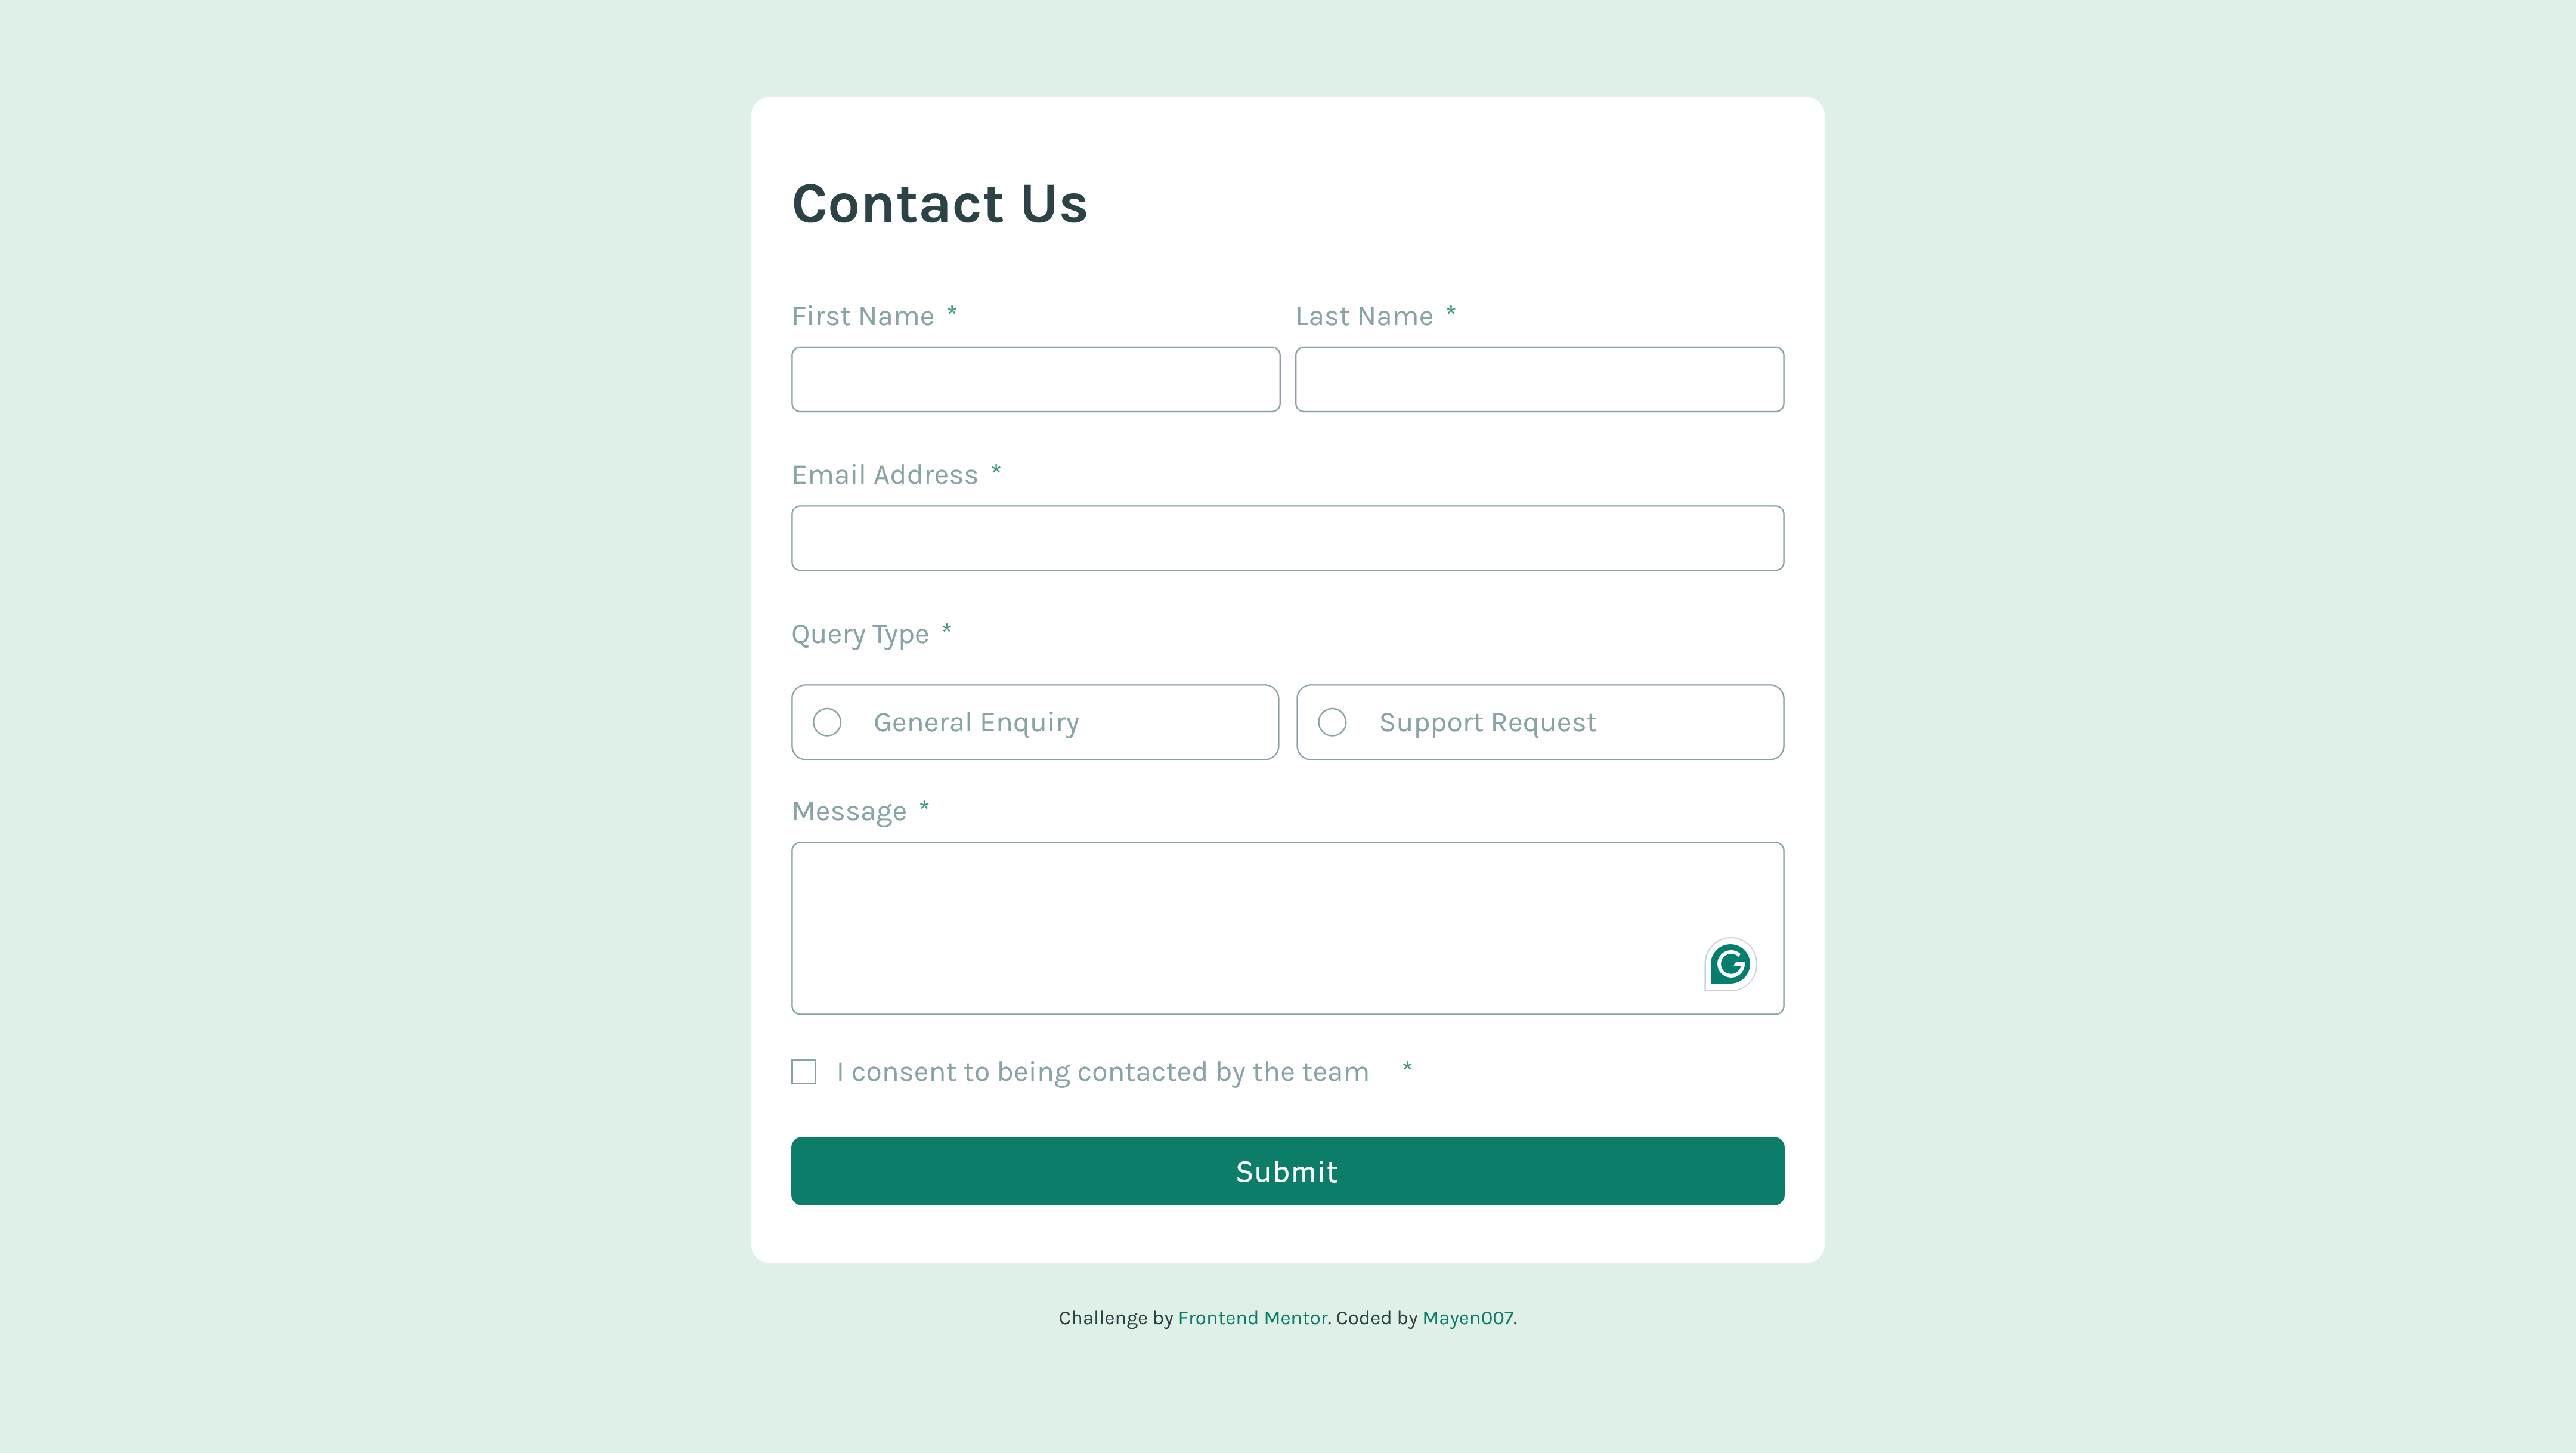 Contact Us
First Name *
Last Name *
Email Address *
Query Type *
General Enquiry
Support Request
Message *
G
I consent to being contacted by the team *
Submit
Challenge by Frontend Mentor. Coded by Mayen007.